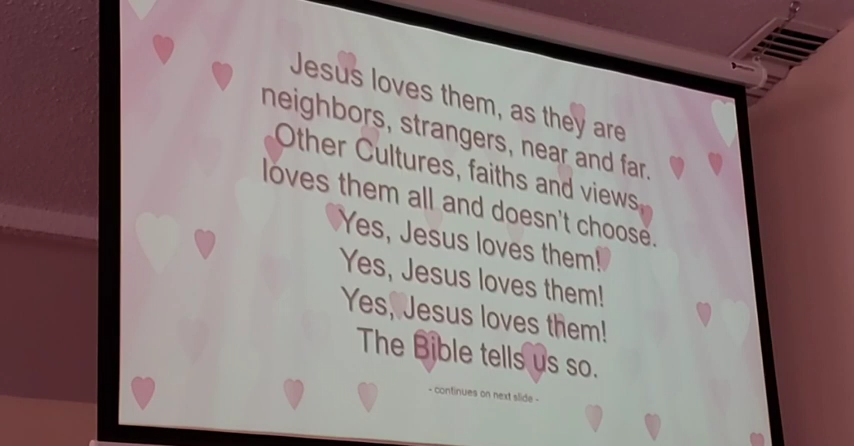 Jesus loves them, as they are
neighbors, strangers, near and far.
Other Cultures, faiths and views,
loves them all and doesn't choose.
Yes, Jesus loves them!
Yes, Jesus loves them!
Yes, Jesus loves them!
The Bible tells us so.
- continues on next slide -